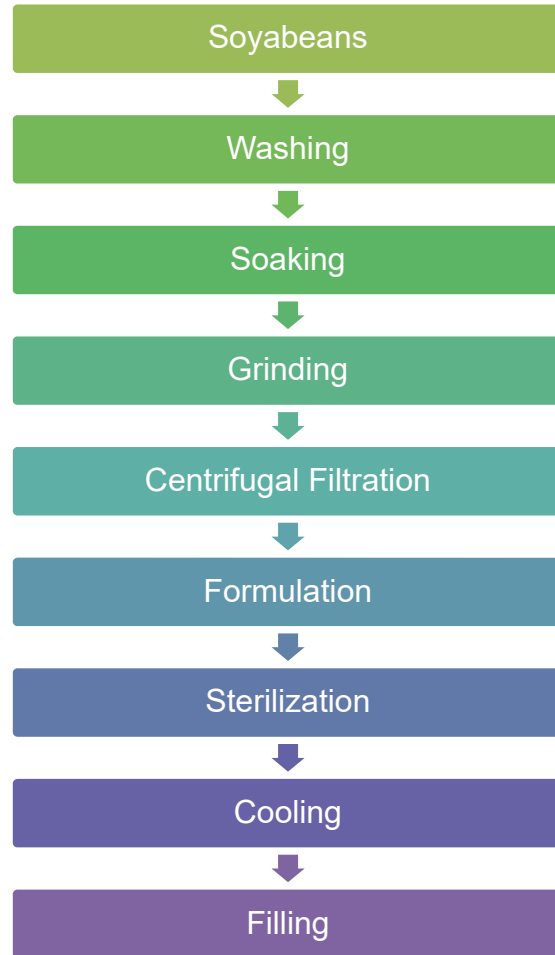 Soyabeans
Washing
Soaking
Grinding
Centrifugal Filtration
Formulation
Sterilization
Cooling
Filling